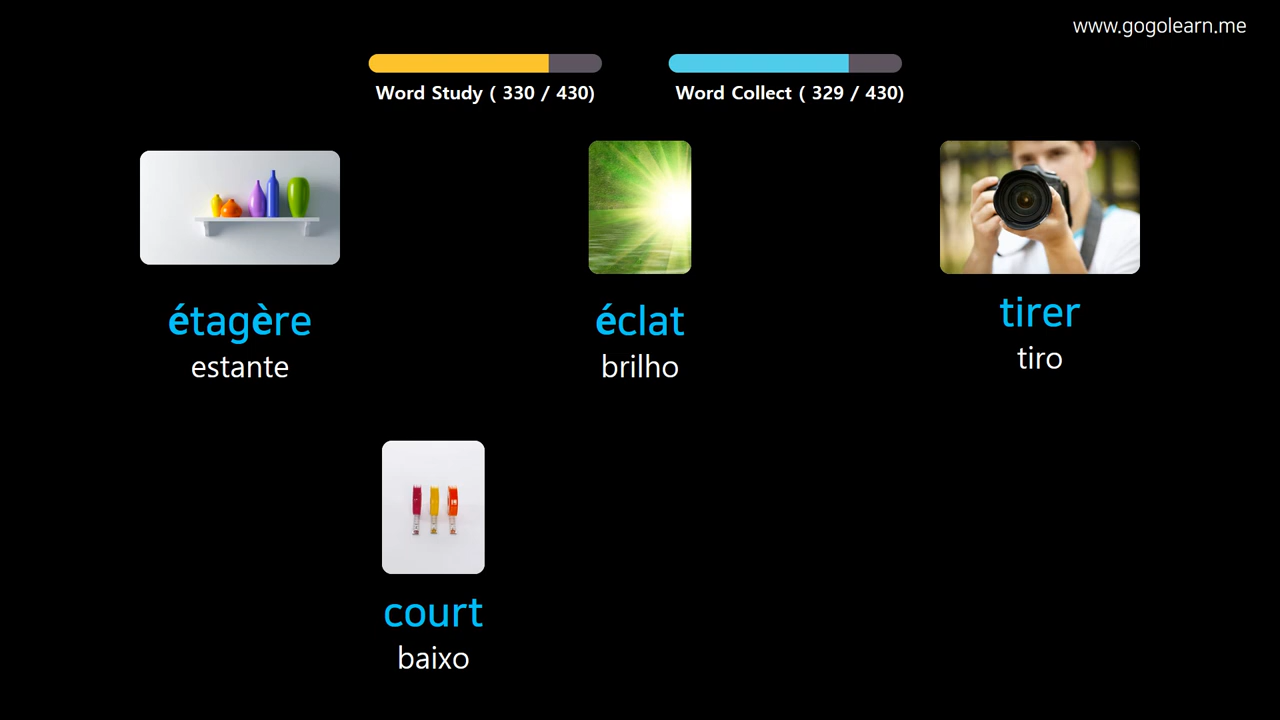 www.gogolearn.me
Word Study ( 330 / 430)
Word Collect ( 329 / 430)
étagère
estante
éclat
brilho
tirer
tiro
court
baixo